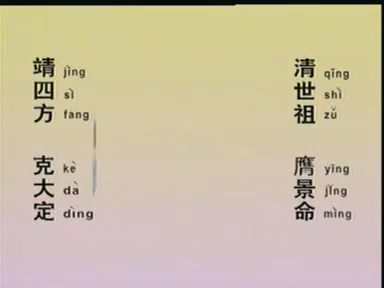 清世祖
qīng shì zǔ
膺景命
yīng jǐng mìng
靖四方
jìng sì fāng
克大定
kè dà dìng